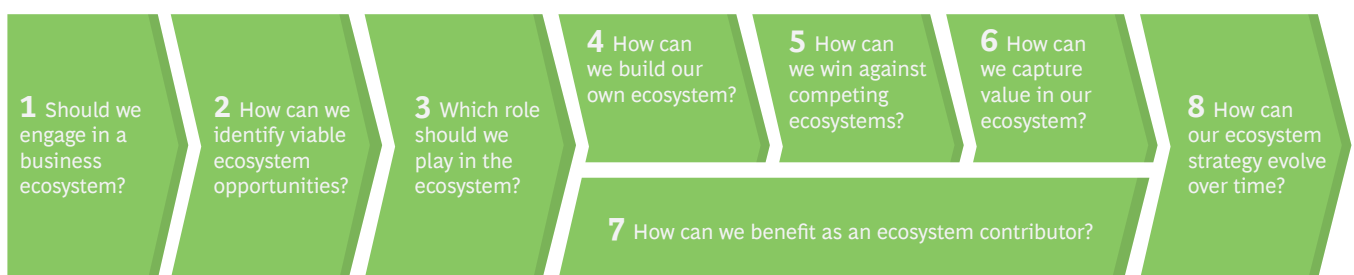 1 Should we
engage in a
business
ecosystem?
2 How can we
identify viable
ecosystem
opportunities?
3 Which role
should we
play in the
ecosystem?
4 How can
we build our
own ecosystem?
5 How can
we win against
competing
ecosystems?
6 How can
we capture
value in our
ecosystem?
7 How can we benefit as an ecosystem contributor?
8 How can
our ecosystem
strategy evolve
over time?